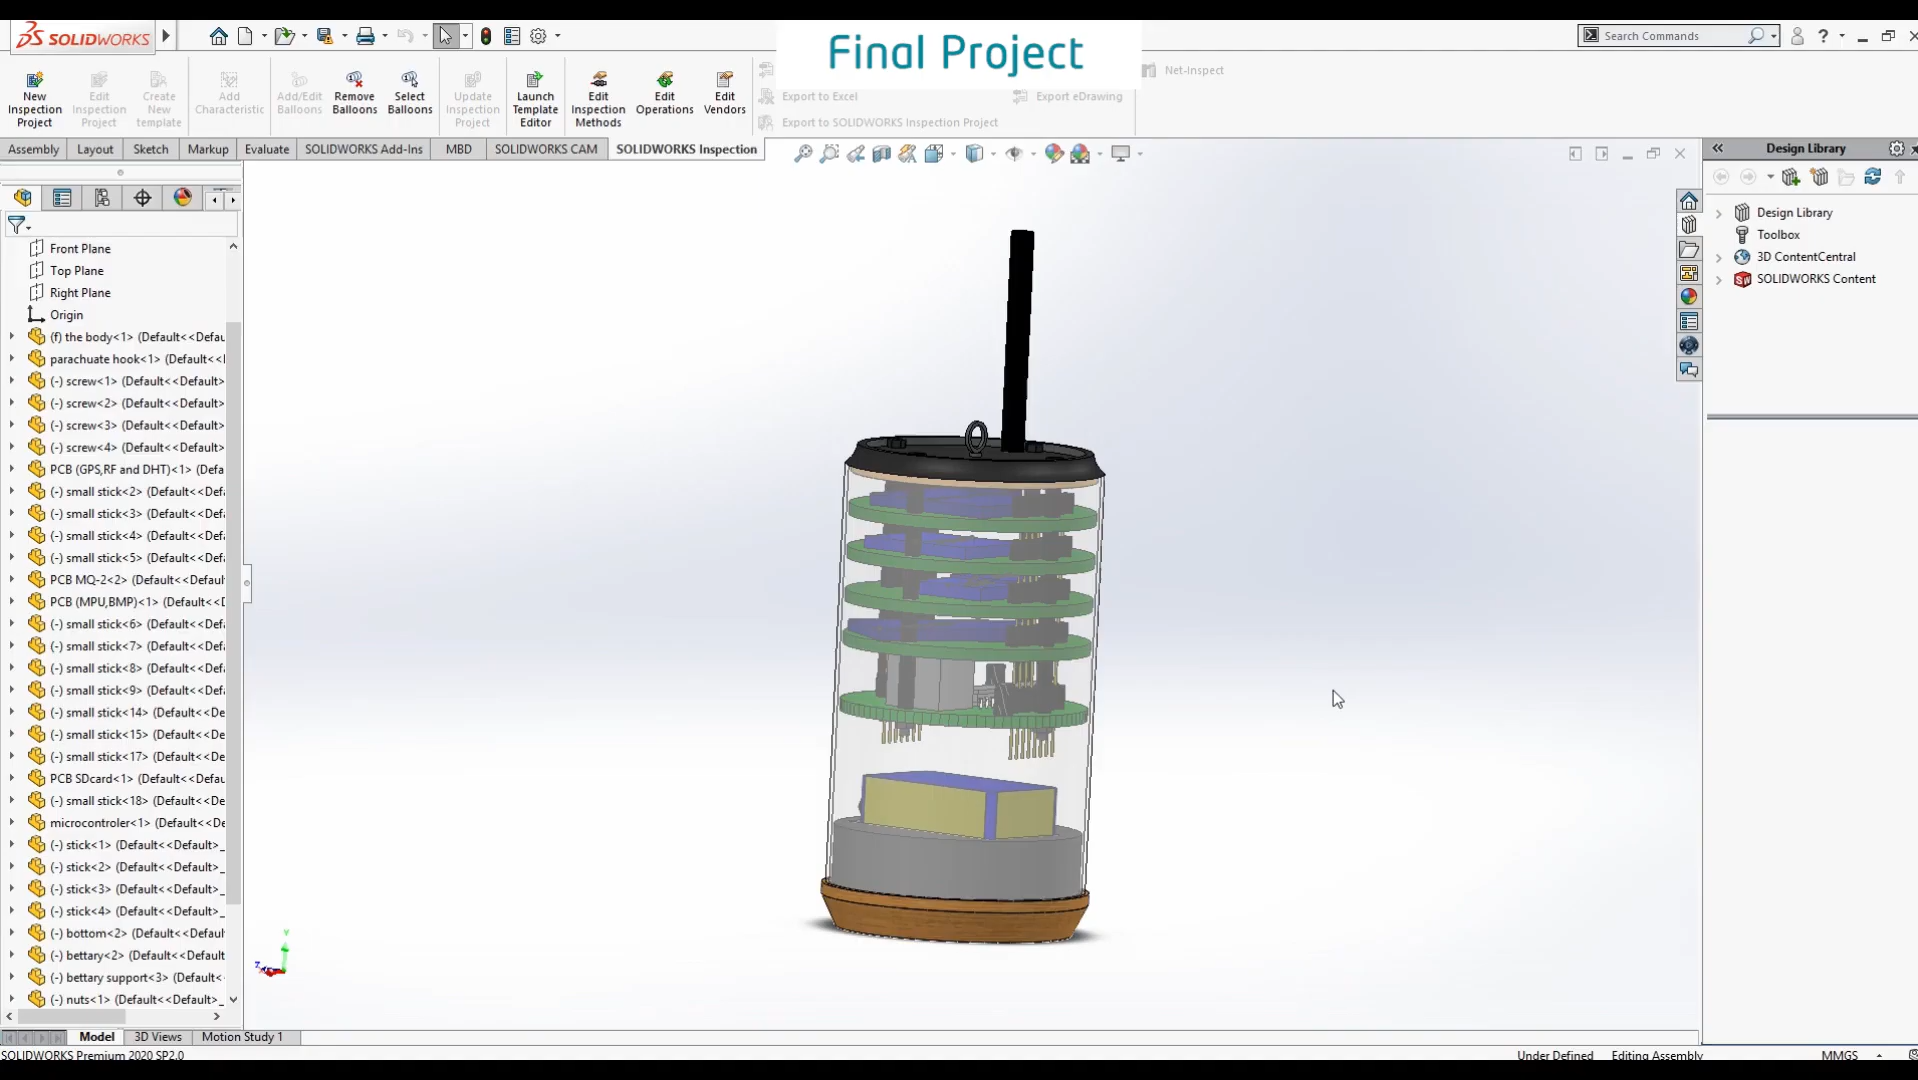 SOLIDWORKS
Final Project
Search Commands
New Inspection Project
Edit Inspection Project
Create New template
Add Characteristic
Add/Edit Balloons
Remove Balloons
Select Balloons
Update Inspection Project
Launch Template Editor
Edit Inspection Methods
Edit Operations
Edit Vendors
Net-Inspect
Export to Excel
Export eDrawing
Export to SOLIDWORKS Inspection Project
Assembly
Layout
Sketch
Markup
Evaluate
SOLIDWORKS Add-Ins
MBD
SOLIDWORKS CAM
SOLIDWORKS Inspection
Design Library
Design Library
Toolbox
3D ContentCentral
SOLIDWORKS Content
Front Plane
Top Plane
Right Plane
Origin
(f) the body<1> (Default<<Defau
parachuate hook<1> (Default<<
(-) screw<1> (Default<<Default>
(-) screw<2> (Default<<Default>
(-) screw<3> (Default<<Default>
(-) screw<4> (Default<<Default>
PCB (GPS,RF and DHT)<1> (Defa
(-) small stick<2> (Default<<Def
(-) small stick<3> (Default<<Def
(-) small stick<4> (Default<<Def
(-) small stick<5> (Default<<Def
PCB MQ-2<2> (Default<<Default
PCB (MPU,BMP)<1> (Default<<D
(-) small stick<6> (Default<<Def
(-) small stick<7> (Default<<Def
(-) small stick<8> (Default<<Def
(-) small stick<9> (Default<<Def
(-) small stick<14> (Default<<De
(-) small stick<15> (Default<<De
(-) small stick<17> (Default<<De
PCB SDcard<1> (Default<<Defau
(-) small stick<18> (Default<<De
microcontroler<1> (Default<<De
(-) stick<1> (Default<<Default>_
(-) stick<2> (Default<<Default>_
(-) stick<3> (Default<<Default>_
(-) stick<4> (Default<<Default>_
(-) bottom<2> (Default<<Defaul
(-) bettary<2> (Default<<Default
(-) bettary support<3> (Default<
(-) nuts<1> (Default<<Default>_
Y
Z
Model
3D Views
Motion Study 1
SOLIDWORKS Premium 2020 SP2.0
Under Defined
Editing Assembly
MMGS